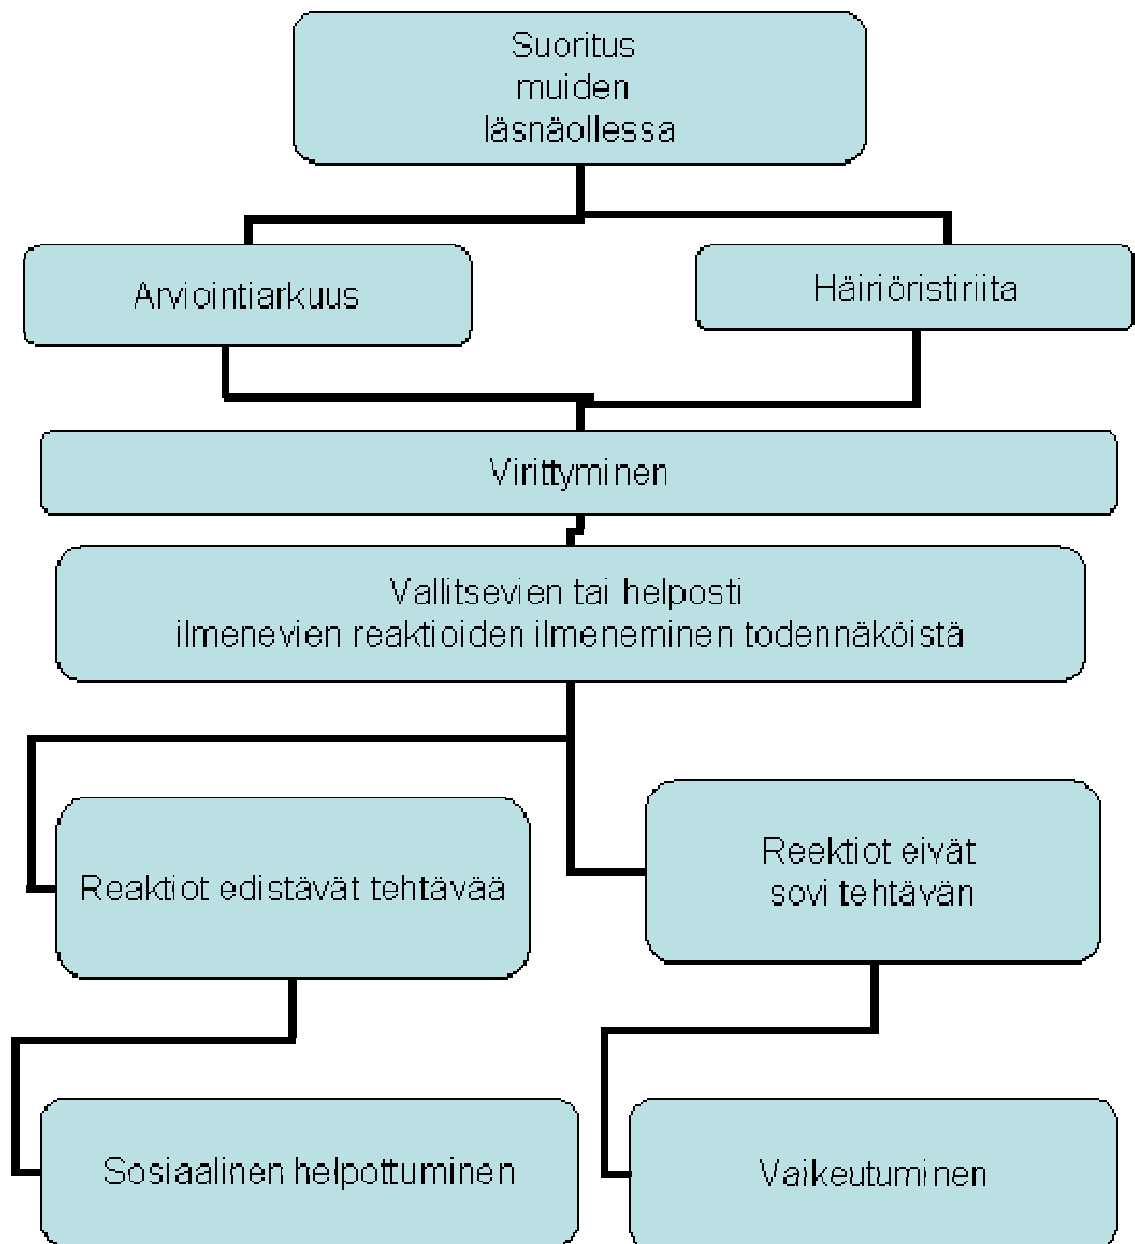 Suoritus
muiden
läsnäollessa
Arviointiarkuus
Häiriöristiriita
Virittyminen
Vallitsevien tai helposti
ilmenevien reaktioiden ilmeneminen todennäköistä
Reaktiot edistävät tehtävää
Reektiot eivät
sovi tehtävän
Sosiaalinen helpottuminen
Vaikeutuminen